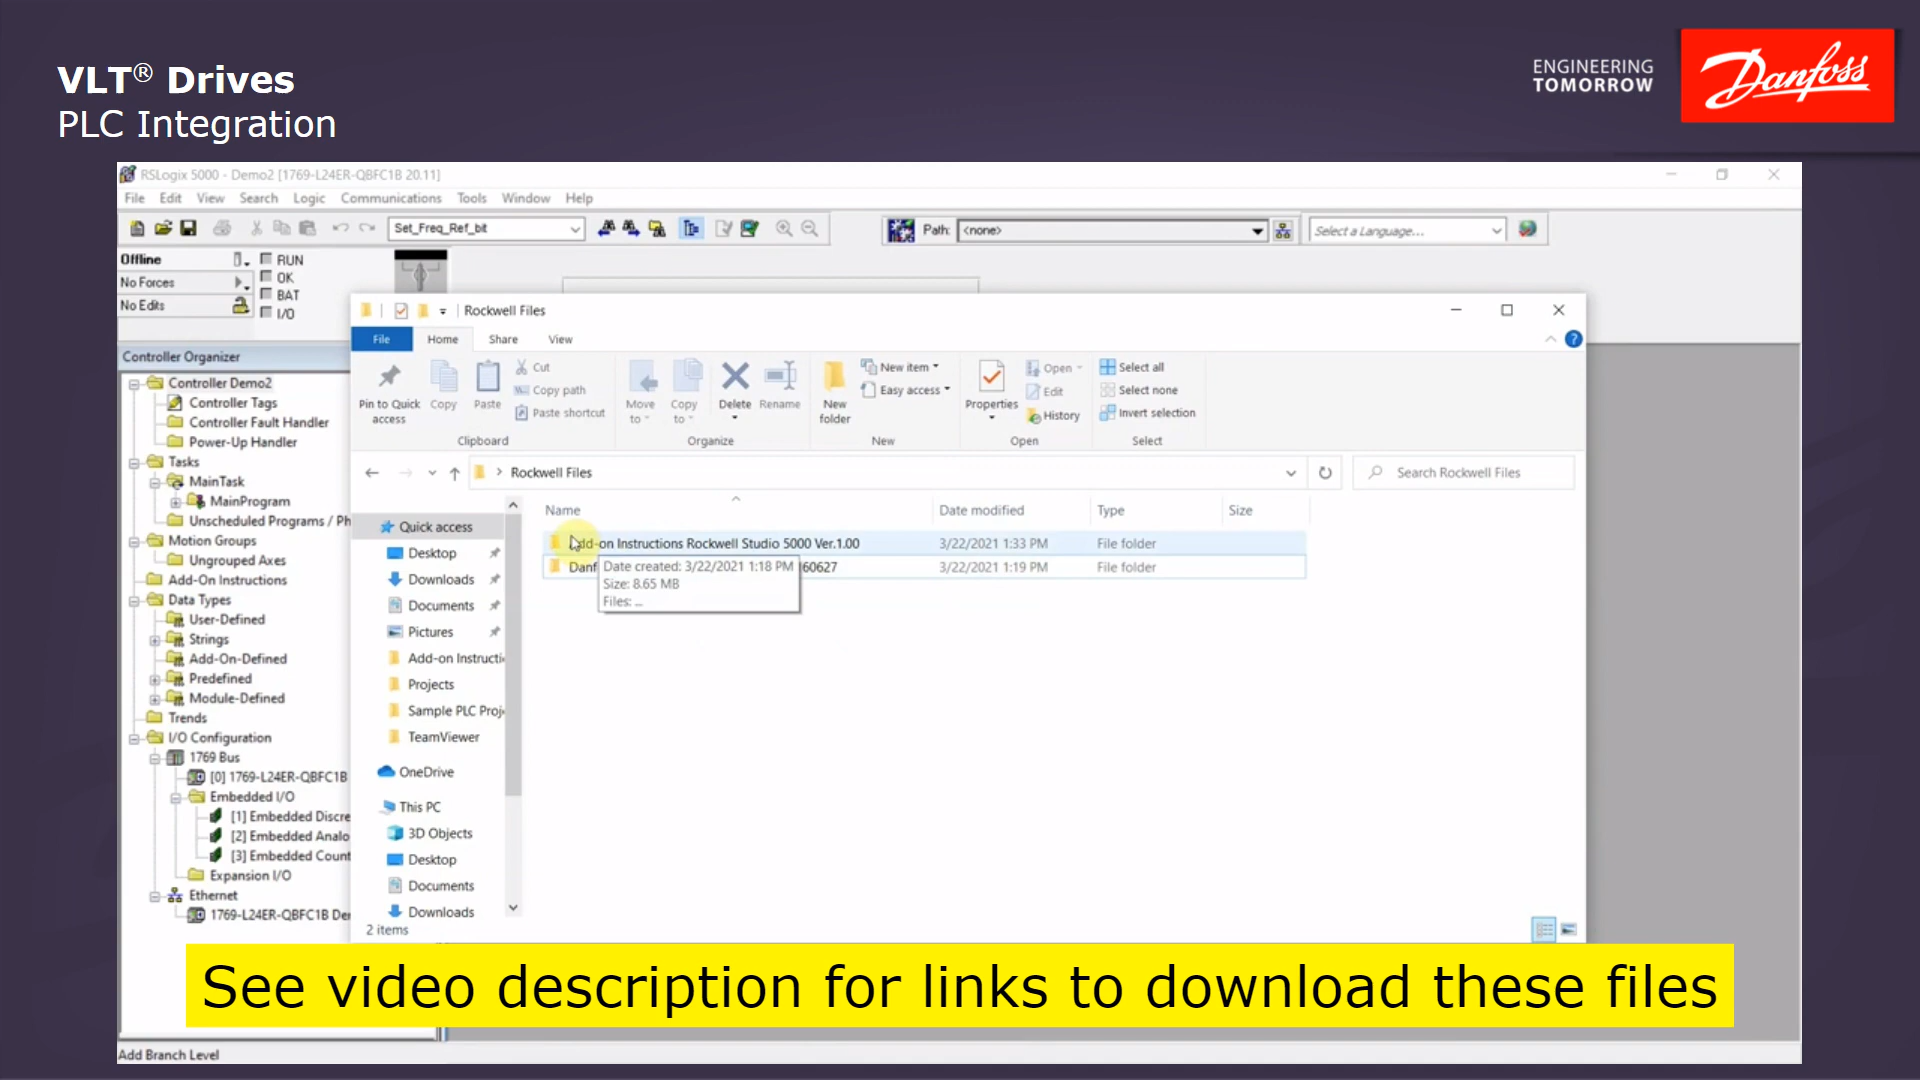 VLT® Drives
PLC Integration
ENGINEERING
TOMORROW
Danfoss
RSLogix 5000 - Demo2 [1769-L24ER-QBFC1B 20.11]
File Edit View Search Logic Communications Tools Window Help
Set_Freq_Ref_bit
Path: <none>
Select a Language...
Offline
No Forces
No Edits
RUN
OK
BAT
I/O
Rockwell Files
File Home Share View
Pin to Quick access
Copy
Paste
Cut
Copy path
Paste shortcut
Clipboard
Move to
Copy to
Delete
Rename
Organize
New folder
New item
Easy access
New
Properties
Open
Edit
History
Open
Select all
Select none
Invert selection
Select
Rockwell Files
Search Rockwell Files
Name Date modified Type Size
dd-on Instructions Rockwell Studio 5000 Ver.1.00 3/22/2021 1:33 PM File folder
Danf 160627 3/22/2021 1:19 PM File folder
Date created: 3/22/2021 1:18 PM
Size: 8.65 MB
Files: ...
Quick access
Desktop
Downloads
Documents
Pictures
Add-on Instructi
Projects
Sample PLC Proj
TeamViewer
OneDrive
This PC
3D Objects
Desktop
Documents
Downloads
2 items
Controller Organizer
Controller Demo2
Controller Tags
Controller Fault Handler
Power-Up Handler
Tasks
MainTask
MainProgram
Unscheduled Programs / Ph
Motion Groups
Ungrouped Axes
Add-On Instructions
Data Types
User-Defined
Strings
Add-On-Defined
Predefined
Module-Defined
Trends
I/O Configuration
1769 Bus
[0] 1769-L24ER-QBFC1B
Embedded I/O
[1] Embedded Discre
[2] Embedded Analo
[3] Embedded Count
Expansion I/O
Ethernet
1769-L24ER-QBFC1B Der
See video description for links to download these files
Add Branch Level